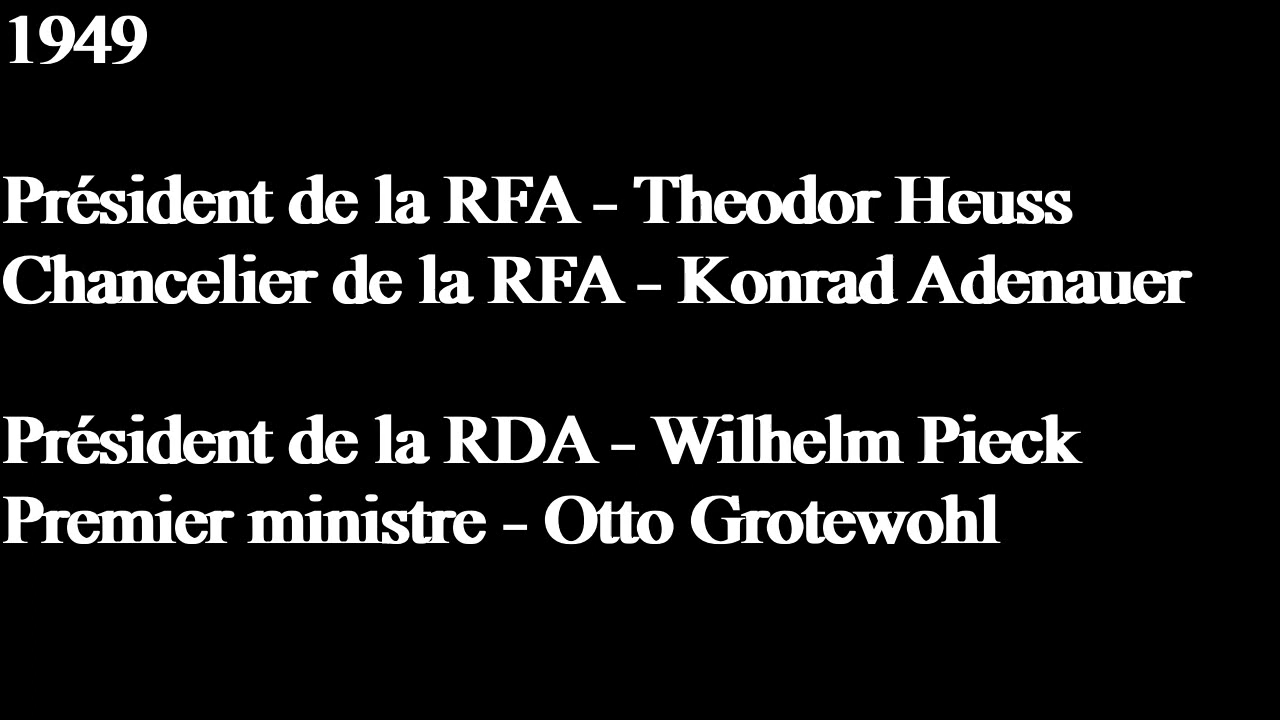 1949
Président de la RFA - Theodor Heuss
Chancelier de la RFA - Konrad Adenauer
Président de la RDA - Wilhelm Pieck
Premier ministre - Otto Grotewohl